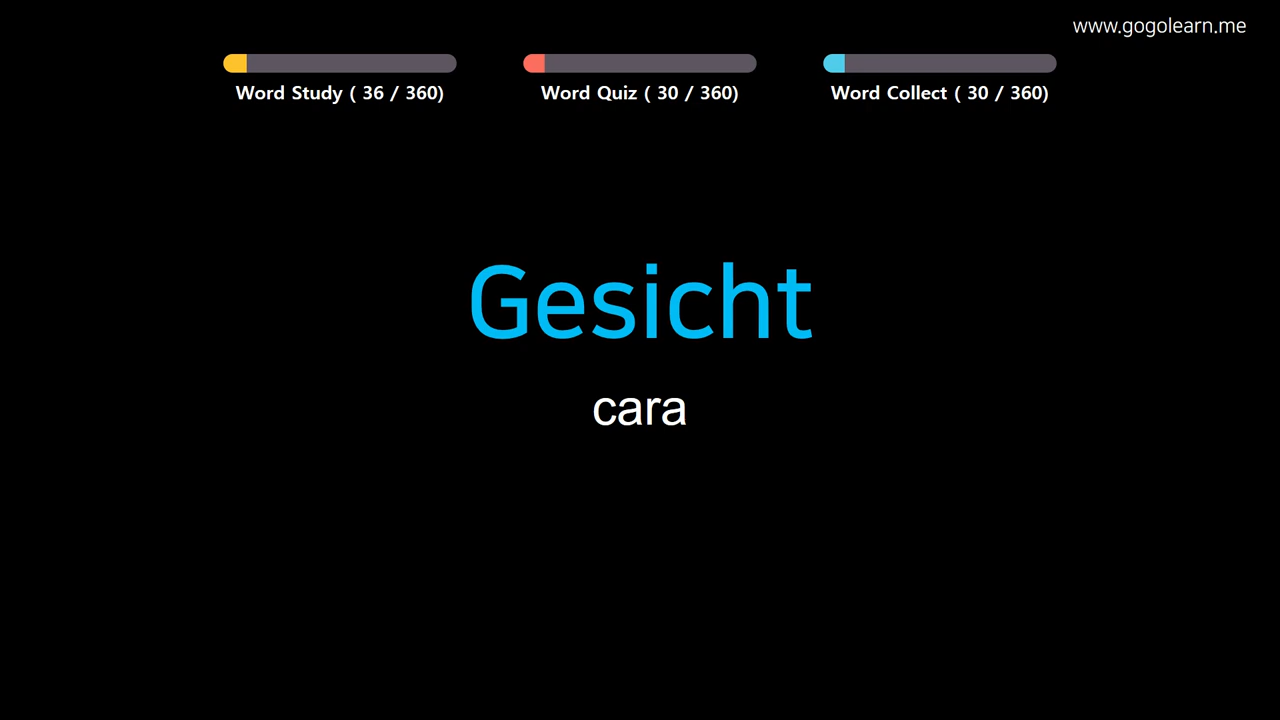 www.gogolearn.me
Word Study ( 36 / 360)
Word Quiz ( 30 / 360)
Word Collect ( 30 / 360)
Gesicht
cara